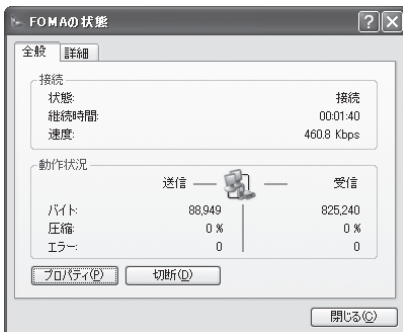 FOMAの状態
全般 詳細
接続
状態: 接続
継続時間: 00:01:40
速度: 460.8 Kbps
動作状況
送信 受信
バイト: 88,949 825,240
圧縮: 0 % 0 %
エラー: 0 0
プロパティ(P) 切断(D)
閉じる(C)